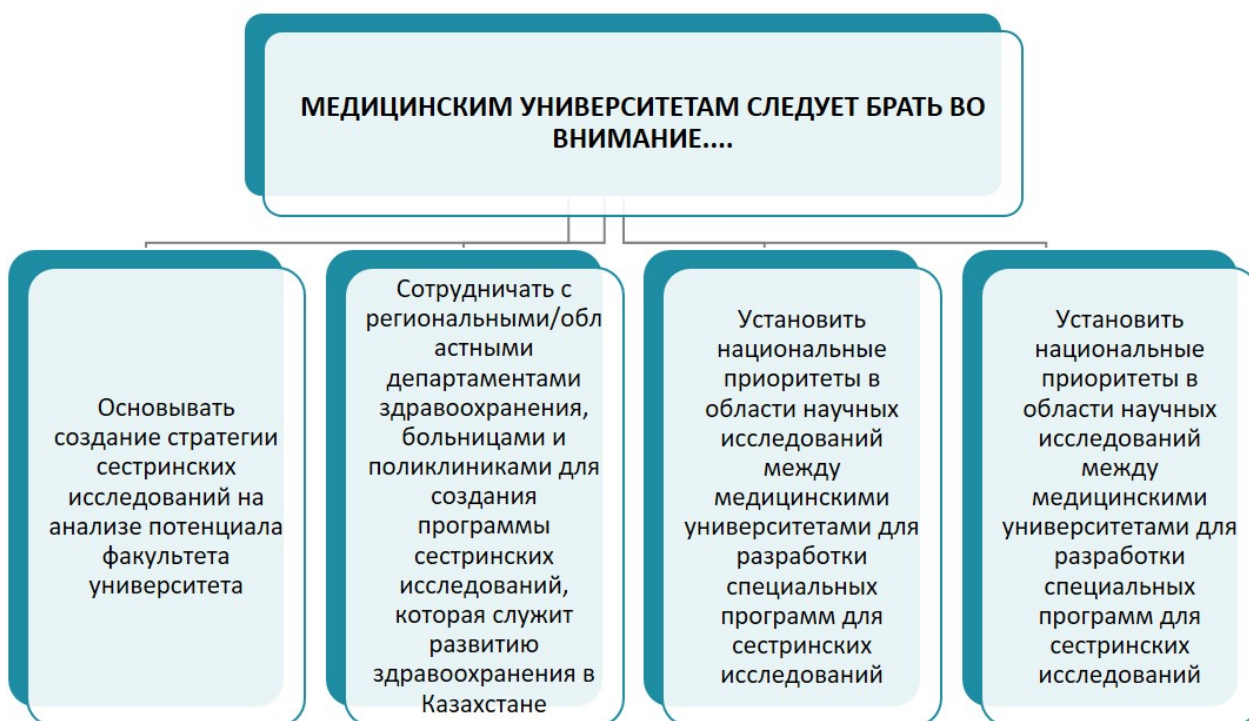 МЕДИЦИНСКИМ УНИВЕРСИТЕТАМ СЛЕДУЕТ БРАТЬ ВО
ВНИМАНИЕ....
Основывать
создание стратегии
сестринских
исследований на
анализе потенциала
факультета
университета
Сотрудничать с
региональными/обл
астными
департаментами
здравоохранения,
больницами и
поликлиниками для
создания
программы
сестринских
исследований,
которая служит
развитию
здравоохранения в
Казахстане
Установить
национальные
приоритеты в
области научных
исследований
между
медицинскими
университетами для
разработки
специальных
программ для
сестринских
исследований
Установить
национальные
приоритеты в
области научных
исследований
между
медицинскими
университетами для
разработки
специальных
программ для
сестринских
исследований